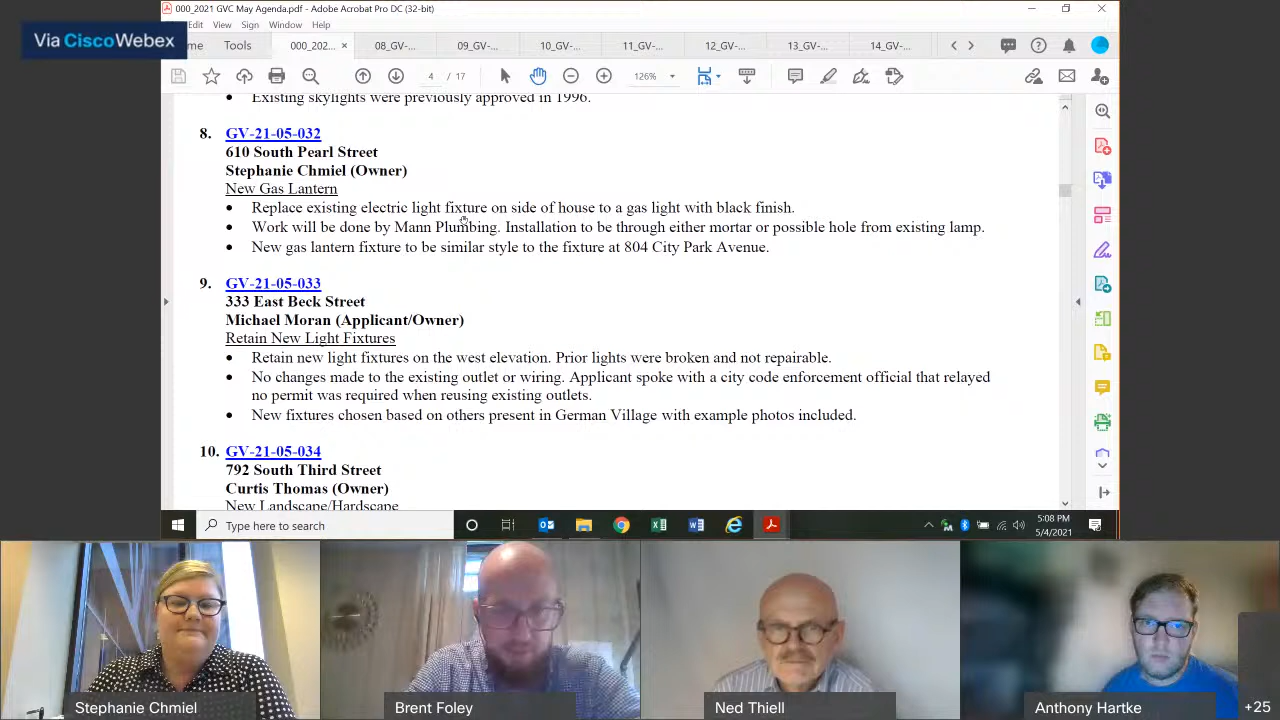 000_2021 GVC May Agenda.pdf - Adobe Acrobat Pro DC (32-bit)
Edit View Sign Window Help
Via Cisco Webex
me Tools 000_202... × 08_GV-... 09_GV-... 10_GV-... 11_GV-... 12_GV-... 13_GV-... 14_GV-...
4 / 17 126%
• Existing skylights were previously approved in 1996.
8. GV-21-05-032
610 South Pearl Street
Stephanie Chmiel (Owner)
New Gas Lantern
• Replace existing electric light fixture on side of house to a gas light with black finish.
• Work will be done by Plumbing. Installation to be through ether mortar or possible hole from existing lamp.
• New gas lantern fixture to be similar style to the fixture at 804 City Park Avenue.
9. GV-21-05-033
333 East Beck Street
Michael Moran (Applicant/Owner)
Retain New Light Fixtures
• Retain new light fixtures on the west elevation. Prior lights were broken and not repairable.
• No changes made to the existing outlet or wiring. Applicant spoke with a city code enforcement official that relayed
no permit was required when reusing existing outlets.
• New fixtures chosen based on others present in German Village with example photos included.
10. GV-21-05-034
792 South Third Street
Curtis Thomas (Owner)
New Landscape/Hardscape
Type here to search
5:08 PM
5/4/2021
Stephanie Chmiel
Brent Foley
Ned Thiell
Anthony Hartke
+25